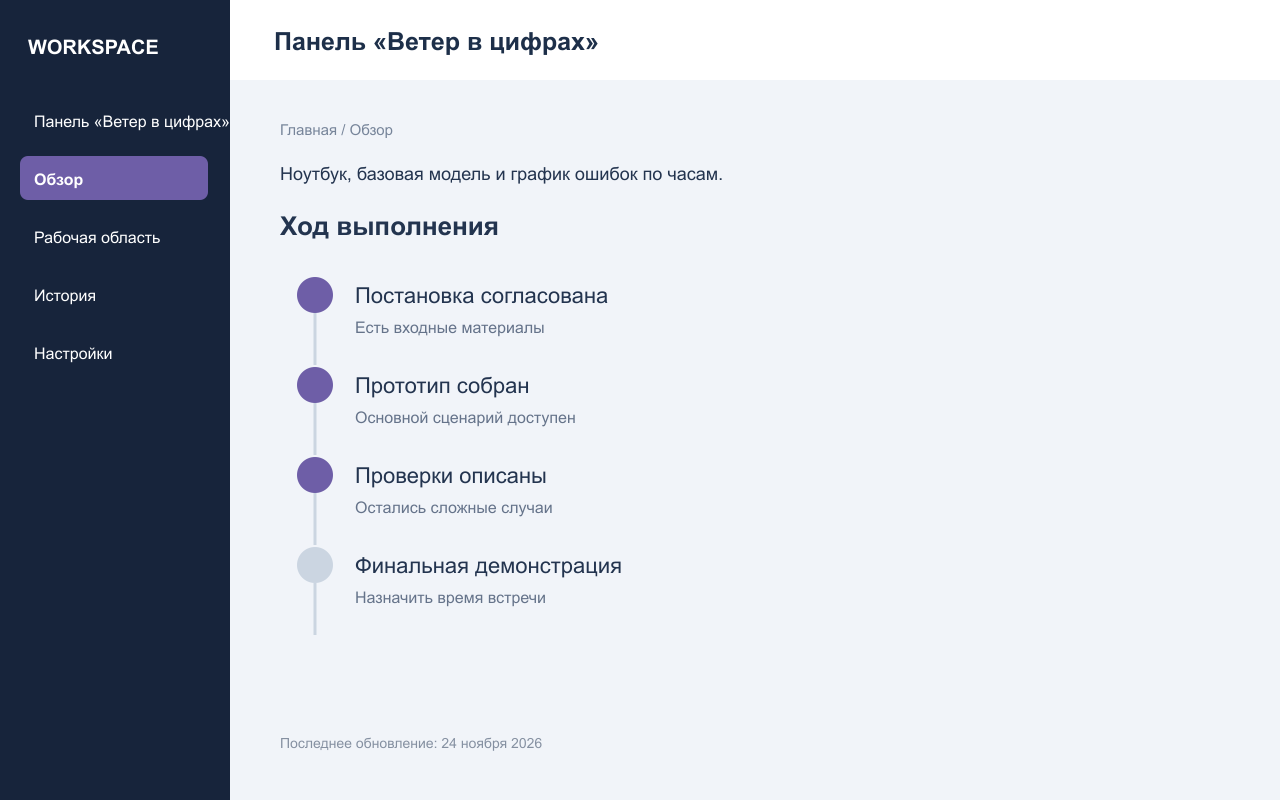 WORKSPACE
Панель «Ветер в цифрах»
Обзор
Рабочая область
История
Настройки
Панель «Ветер в цифрах»
Главная / Обзор
Ноутбук, базовая модель и график ошибок по часам.
Ход выполнения
Постановка согласована
Есть входные материалы
Прототип собран
Основной сценарий доступен
Проверки описаны
Остались сложные случаи
Финальная демонстрация
Назначить время встречи
Последнее обновление: 24 ноября 2026